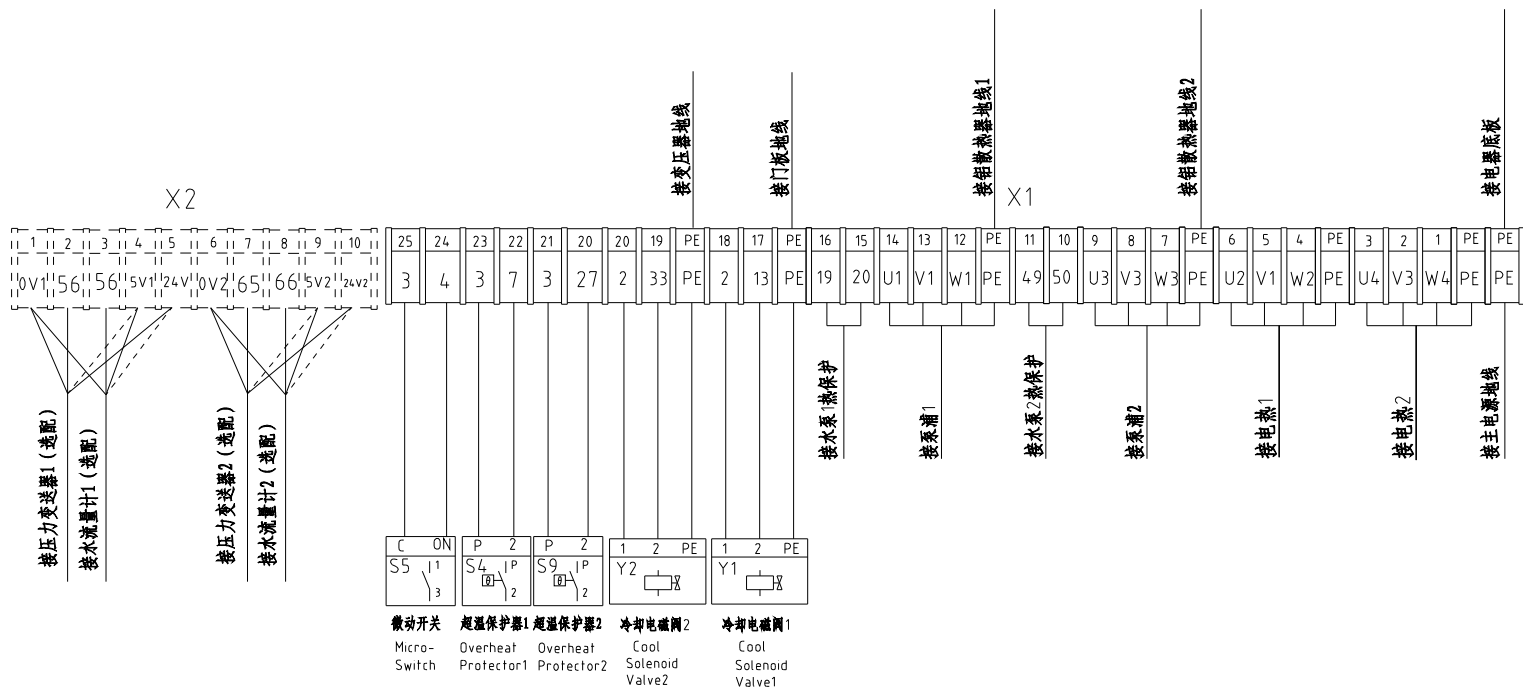 X2
X1
接变压器地线
接门板地线
接铝散热器地线1
接铝散热器地线2
接电器底板
1 2 3 4 5 6 7 8 9 10
0V1 56 56 5V1 24V 0V2 65 66 5V2 24V2
25 24 23 22 21 20 20 19 PE 18 17 PE 16 15 14 13 12 PE 11 10 9 8 7 PE 6 5 4 PE 3 2 1 PE PE
3 4 3 7 3 27 2 33 PE 2 13 PE 19 20 U1 V1 W1 PE 49 50 U3 V3 W3 PE U2 V1 W2 PE U4 V3 W4 PE PE
接压力变送器1（选配）
接水流量计1（选配）
接压力变送器2（选配）
接水流量计2（选配）
接水泵1热保护
接泵浦1
接水泵2热保护
接泵浦2
接电热1
接电热2
接主电源地线
C ON
S5 1
3
P 2
S4 P
θ
2
P 2
S9 P
θ
2
1 2 PE
Y2
1 2 PE
Y1
微动开关
Micro-
Switch
超温保护器1
Overheat
Protector1
超温保护器2
Overheat
Protector2
冷却电磁阀2
Cool
Solenoid
Valve2
冷却电磁阀1
Cool
Solenoid
Valve1